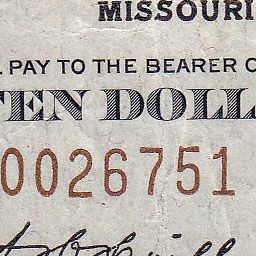 MISSOURI
PAY TO THE BEARER O
TEN DOLL
0026751